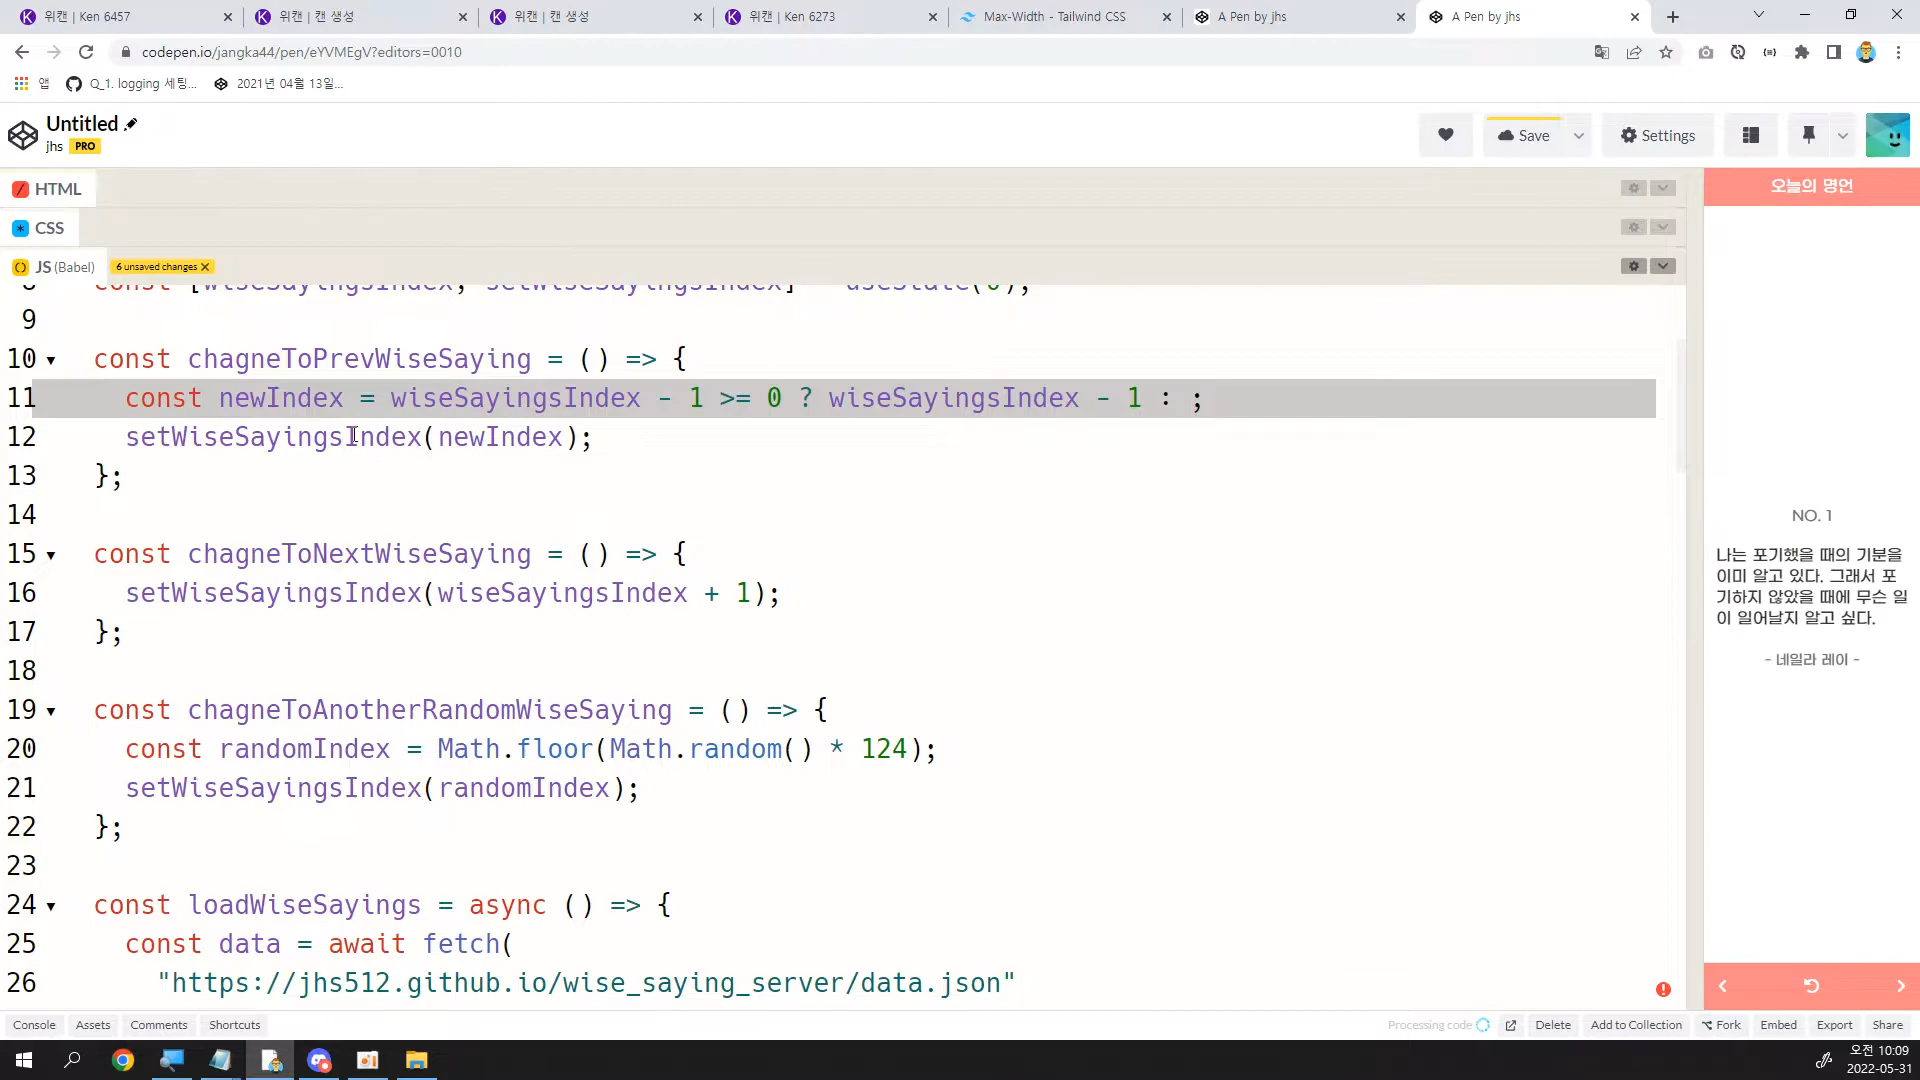 위캔 | Ken 6457
위캔 | 캔 생성
위캔 | 캔 생성
위캔 | Ken 6273
Max-Width - Tailwind CSS
A Pen by jhs
A Pen by jhs
codepen.io/jangka44/pen/eYVMEgV?editors=0010
앱
Q_1. logging 세팅...
2021년 04월 13일...
Untitled
jhs PRO
Save
Settings
HTML
CSS
JS (Babel)
6 unsaved changes
8 const [wiseSayingsIndex, setWiseSayingsIndex] = useState(0);
9
10 const chagneToPrevWiseSaying = () => {
11 const newIndex = wiseSayingsIndex - 1 >= 0 ? wiseSayingsIndex - 1 : ;
12 setWiseSayingsIndex(newIndex);
13 };
14
15 const chagneToNextWiseSaying = () => {
16 setWiseSayingsIndex(wiseSayingsIndex + 1);
17 };
18
19 const chagneToAnotherRandomWiseSaying = () => {
20 const randomIndex = Math.floor(Math.random() * 124);
21 setWiseSayingsIndex(randomIndex);
22 };
23
24 const loadWiseSayings = async () => {
25 const data = await fetch(
26 "https://jhs512.github.io/wise_saying_server/data.json"
오늘의 명언
NO. 1
나는 포기했을 때의 기분을
이미 알고 있다. 그래서 포
기하지 않았을 때에 무슨 일
이 일어날지 알고 싶다.
- 네일라 레이 -
Console
Assets
Comments
Shortcuts
Processing code
Delete
Add to Collection
Fork
Embed
Export
Share
오전 10:09
2022-05-31